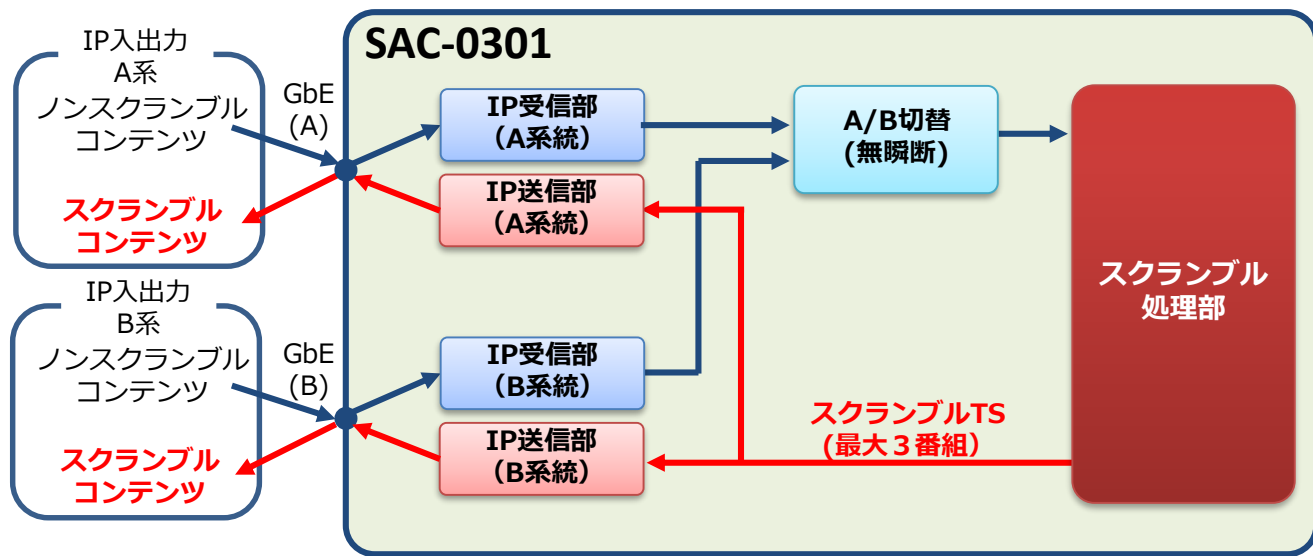 SAC-0301
IP入出力
A系
ノンスクランブル
コンテンツ
スクランブル
コンテンツ
GbE
(A)
IP受信部
（A系統）
IP送信部
（A系統）
A/B切替
(無瞬断)
スクランブル
処理部
IP入出力
B系
ノンスクランブル
コンテンツ
スクランブル
コンテンツ
GbE
(B)
IP受信部
（B系統）
IP送信部
（B系統）
スクランブルTS
(最大３番組）